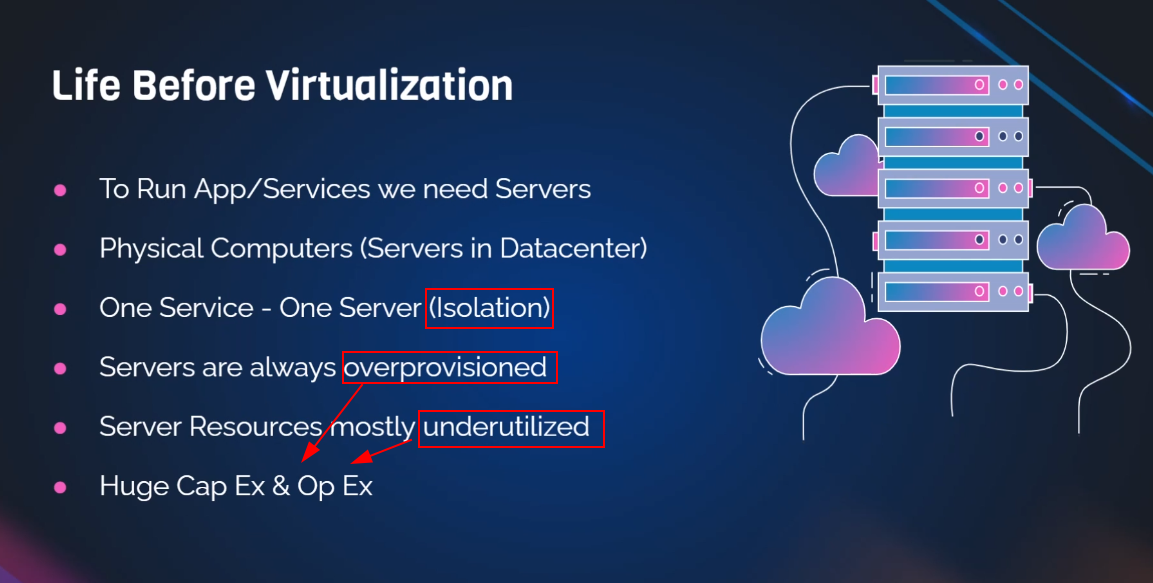 Life Before Virtualization
To Run App/Services we need Servers
Physical Computers (Servers in Datacenter)
One Service - One Server (Isolation)
Servers are always overprovisioned
Server Resources mostly underutilized
Huge Cap Ex & Op Ex